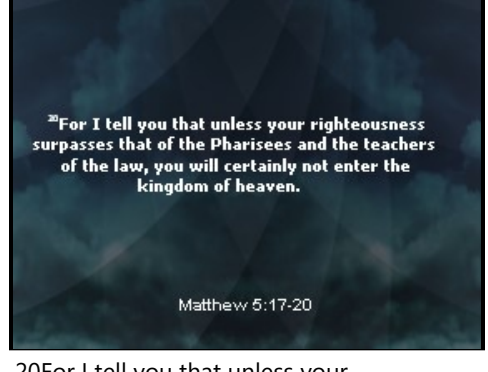 20For I tell you that unless your righteousness
surpasses that of the Pharisees and the teachers
of the law, you will certainly not enter the
kingdom of heaven.
Matthew 5:17-20
20For I tell you that unless your